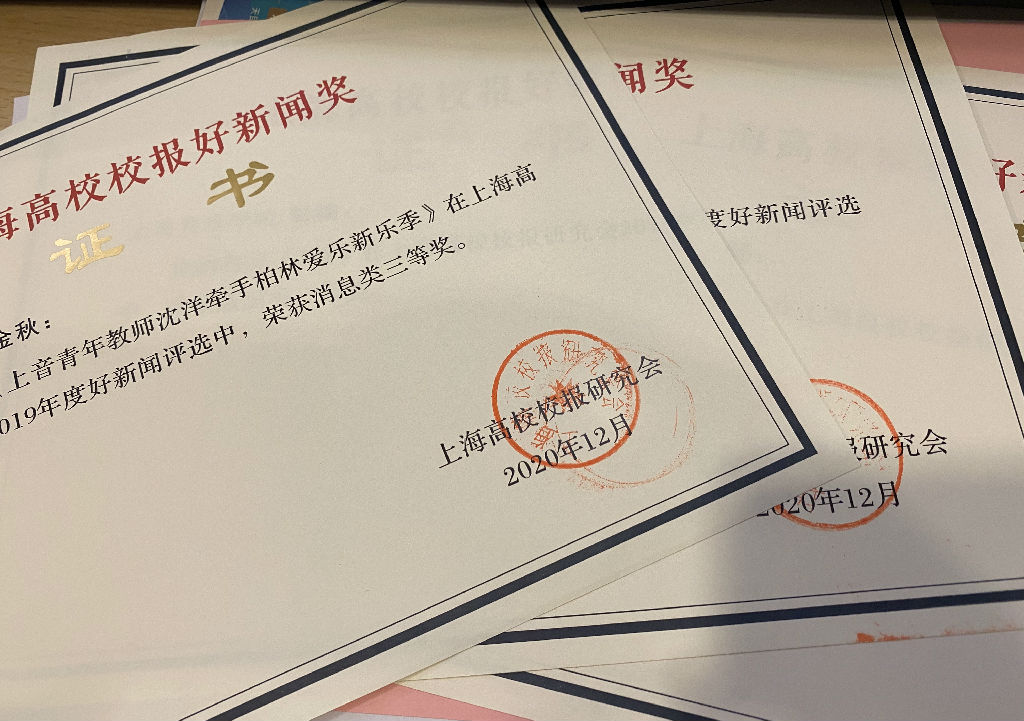 海高校校报好新闻奖
证书
金秋：
上音青年教师沈洋牵手柏林爱乐新乐季》在上海高
019年度好新闻评选中，荣获消息类三等奖。
上海高校校报研究会
2020年12月
闻奖
度好新闻评选
报研究会
2020年12月
好